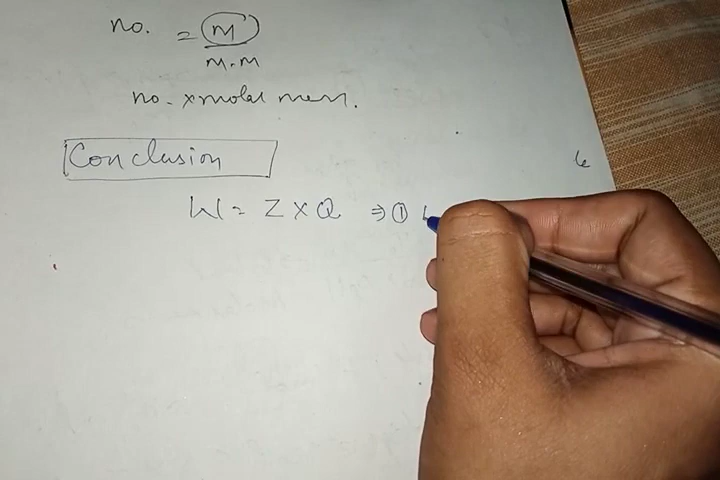 no. = m
m.m
no. x molar mass.
Conclusion
W = Z X Q ⇒ ①